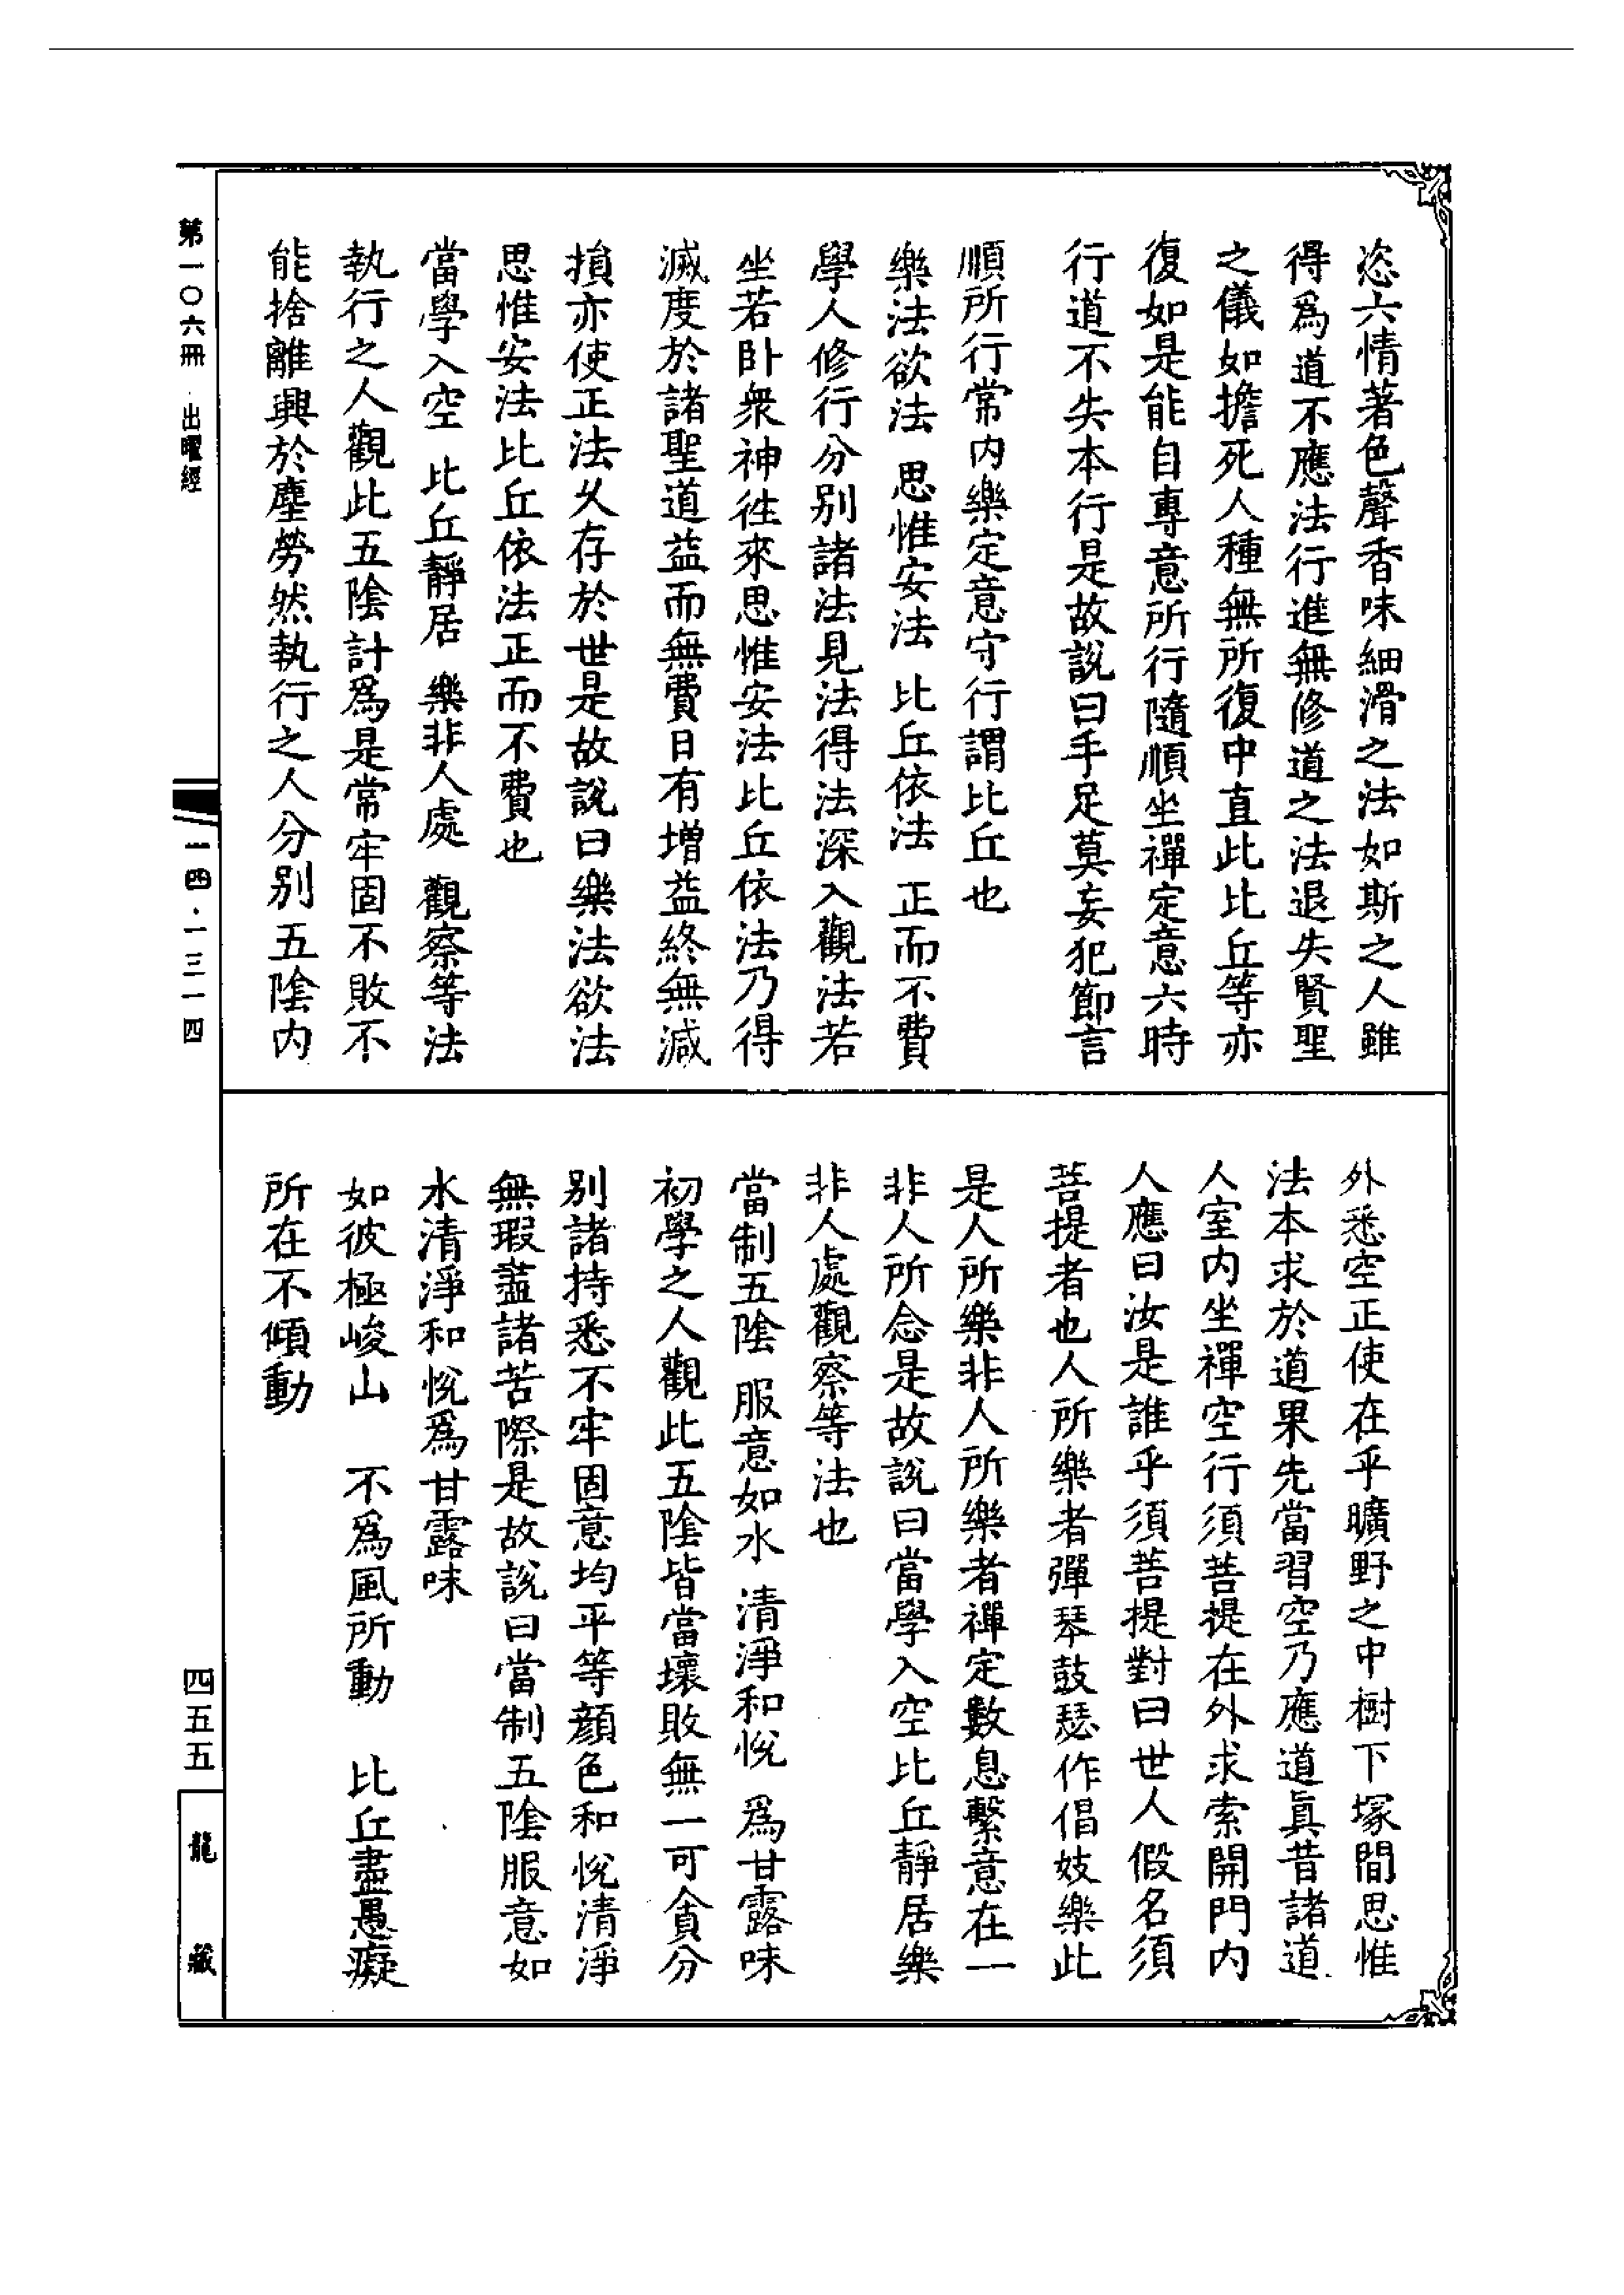 恣六情著色聲香味細滑之法如斯之人雖
得爲道不應法行進無修道之法退失賢聖
之儀如擔死人種無所復中直此比丘等亦
復如是能自專意所行隨順坐禪定意六時
行道不失本行是故說曰手足莫妄犯節言
順所行常內樂定意守行謂比丘也
樂法欲法 思惟安法 比丘依法 正而不費
學人修行分別諸法見法得法深入觀法若
坐若臥衆神徃來思惟安法比丘依法乃得
滅度於諸聖道益而無費日有增益終無減
損亦使正法久存於世是故說曰樂法欲法
思惟安法比丘依法正而不費也
當學入空 比丘靜居 樂非人處 觀察等法
執行之人觀此五陰計爲是常牢固不敗不
能捨離興於塵勞然執行之人分別五陰內
外悉空正使在乎曠野之中樹下塚間思惟
法本求於道果先當習空乃應道眞昔諸道
人室内坐禪空行須菩提在外求索開門内
人應曰汝是誰乎須菩提對曰世人假名須
菩提者也人所樂者彈琴鼓瑟作倡妓樂此
是人所樂非人所樂者禪定數息繫意在一
非人所念是故說曰當學入空比丘靜居樂
非人處觀察等法也
當制五陰 服意如水 清淨和悅 爲甘露味
初學之人觀此五陰皆當壞敗無一可貪分
別諸持悉不牢固意均平等顏色和悅清淨
無瑕盡諸苦際是故說曰當制五陰服意如
水清淨和悅爲甘露味
如彼極峻山 不爲風所動 比丘盡愚癡
所在不傾動
第一〇六冊 出曜經
一四·一三一四
四五五
龍藏